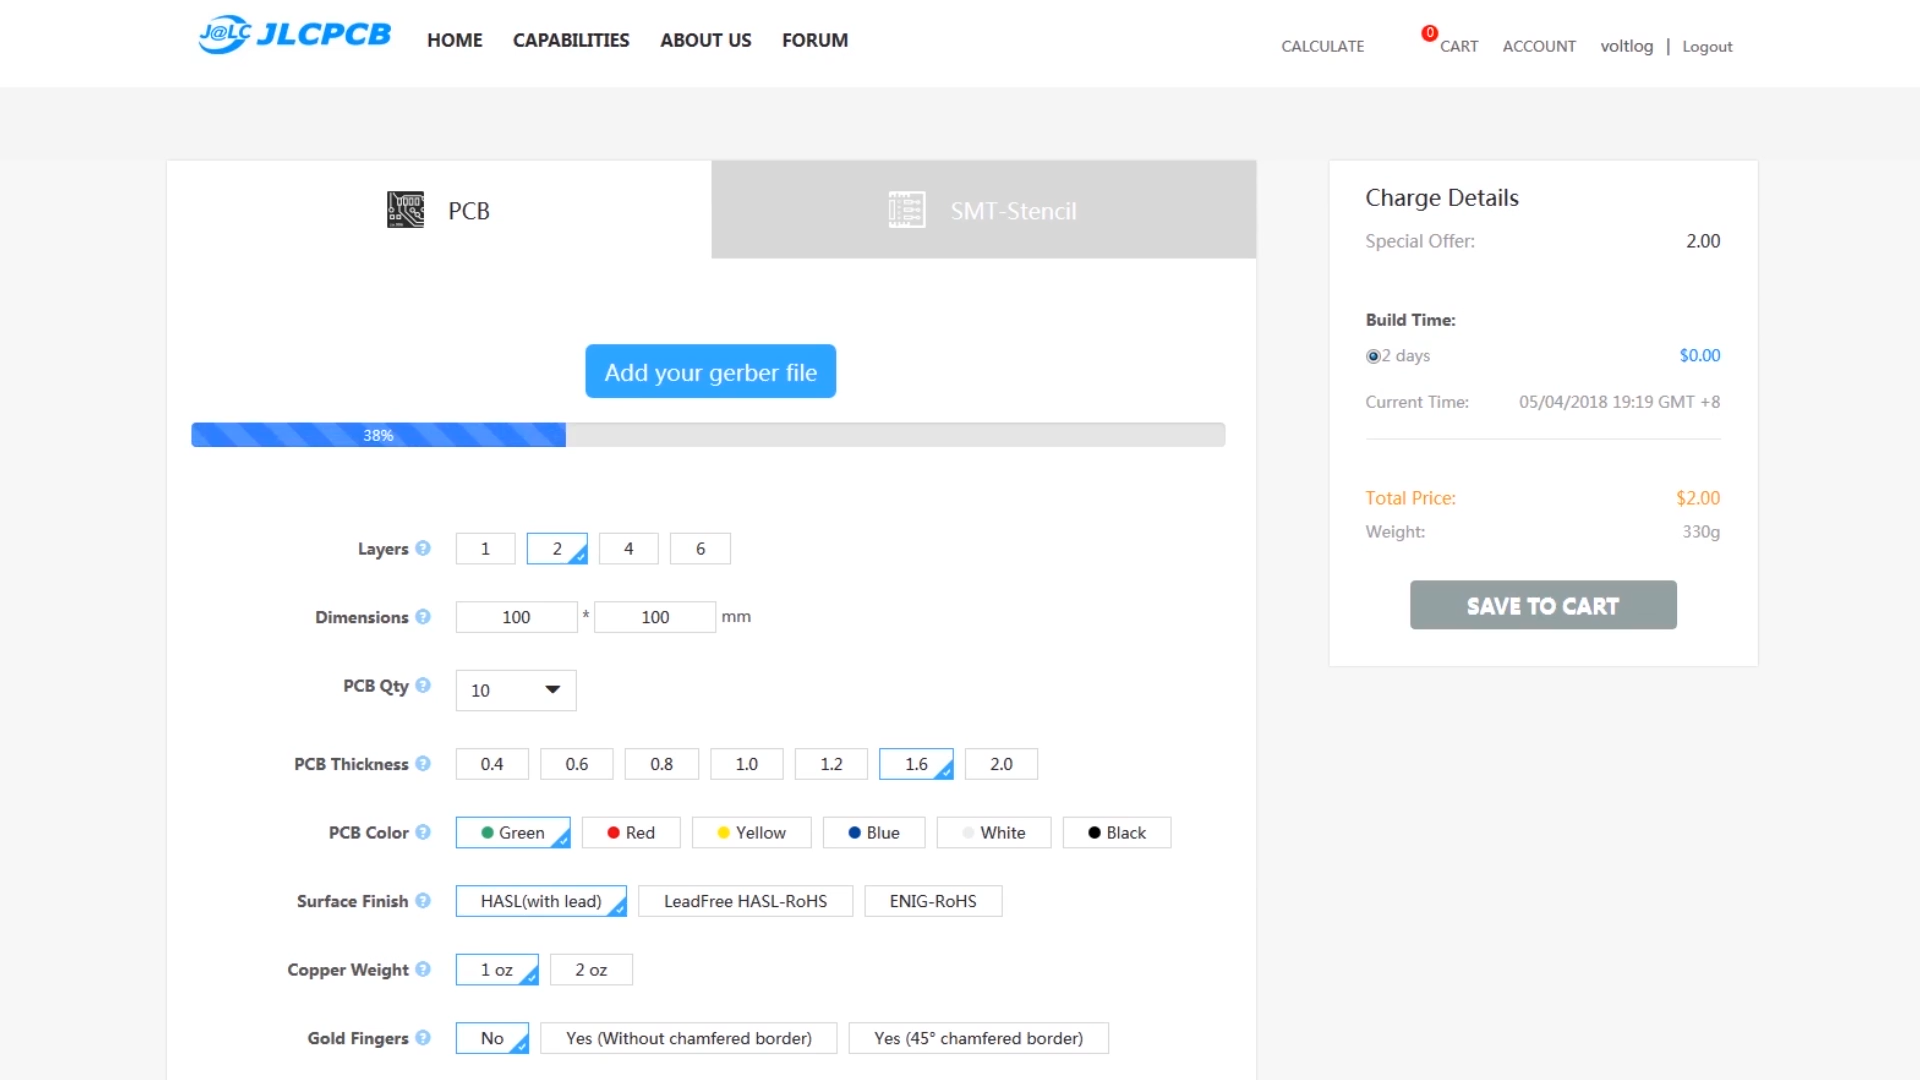 J@LC JLCPCB HOME CAPABILITIES ABOUT US FORUM CALCULATE 0 CART ACCOUNT voltlog | Logout
PCB SMT-Stencil
Add your gerber file
38%
Layers ? 1 2 4 6
Dimensions ? 100 * 100 mm
PCB Qty ? 10
PCB Thickness ? 0.4 0.6 0.8 1.0 1.2 1.6 2.0
PCB Color ? Green Red Yellow Blue White Black
Surface Finish ? HASL(with lead) LeadFree HASL-RoHS ENIG-RoHS
Copper Weight ? 1 oz 2 oz
Gold Fingers ? No Yes (Without chamfered border) Yes (45° chamfered border)
Charge Details
Special Offer: 2.00
Build Time:
2 days $0.00
Current Time: 05/04/2018 19:19 GMT +8
Total Price: $2.00
Weight: 330g
SAVE TO CART